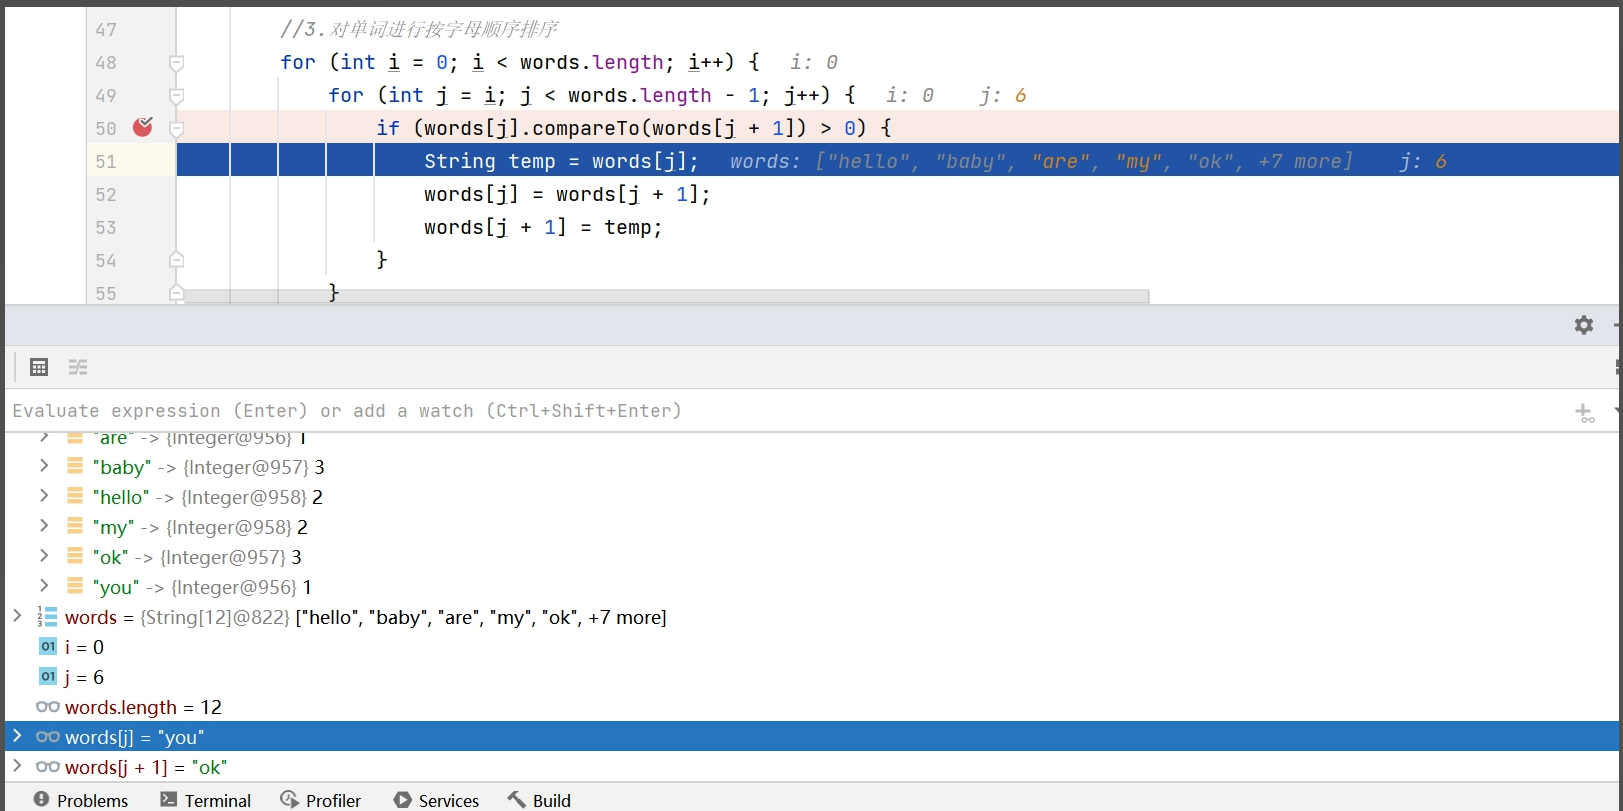 47 //3.对单词进行按字母顺序排序
48 for (int i = 0; i < words.length; i++) { i: 0
49 for (int j = i; j < words.length - 1; j++) { i: 0 j: 6
50 if (words[j].compareTo(words[j + 1]) > 0) {
51 String temp = words[j]; words: ["hello", "baby", "are", "my", "ok", +7 more] j: 6
52 words[j] = words[j + 1];
53 words[j + 1] = temp;
54 }
55 }
Evaluate expression (Enter) or add a watch (Ctrl+Shift+Enter)
"are" -> {Integer@956} 1
"baby" -> {Integer@957} 3
"hello" -> {Integer@958} 2
"my" -> {Integer@958} 2
"ok" -> {Integer@957} 3
"you" -> {Integer@956} 1
words = {String[12]@822} ["hello", "baby", "are", "my", "ok", +7 more]
01 i = 0
01 j = 6
words.length = 12
words[j] = "you"
words[j + 1] = "ok"
Problems Terminal Profiler Services Build